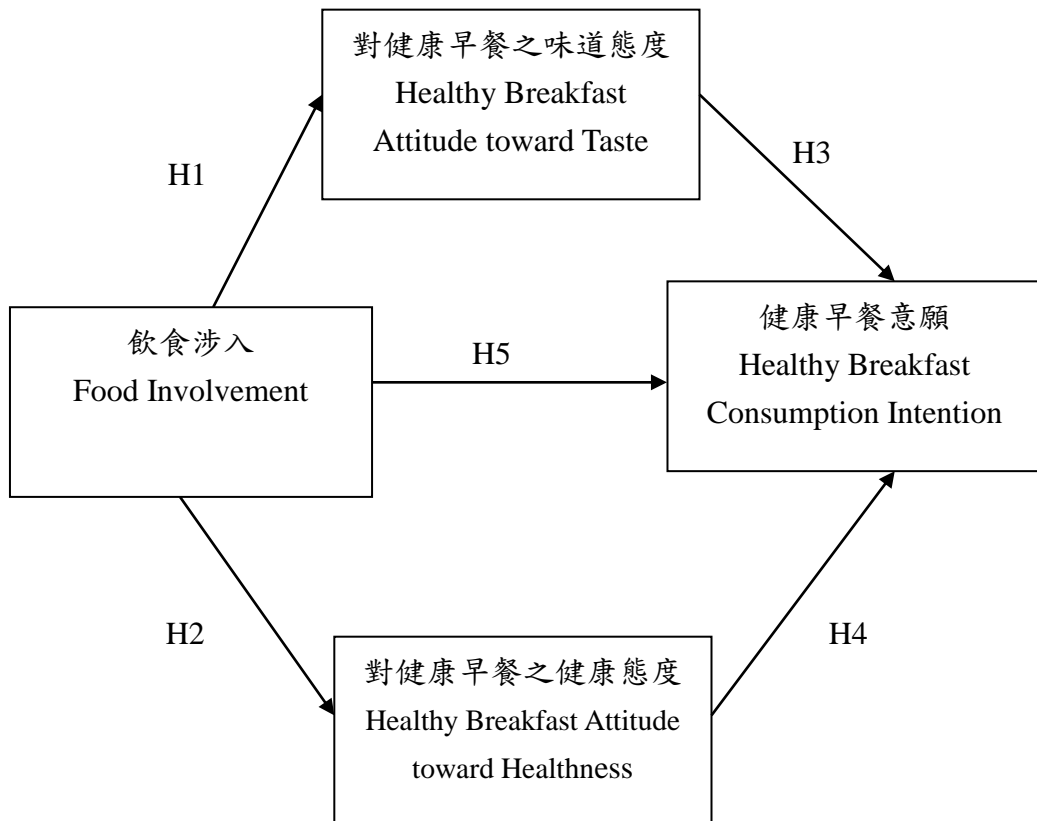 對健康早餐之味道態度
Healthy Breakfast
Attitude toward Taste
H1
H3
飲食涉入
Food Involvement
H5
健康早餐意願
Healthy Breakfast
Consumption Intention
H2
H4
對健康早餐之健康態度
Healthy Breakfast Attitude
toward Healthness